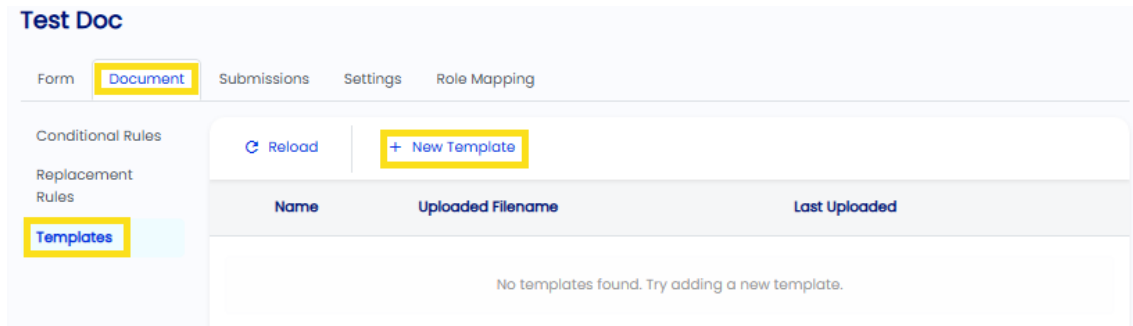 Test Doc
Form Document Submissions Settings Role Mapping
Conditional Rules
Replacement
Rules
Templates
Reload + New Template
Name Uploaded Filename Last Uploaded
No templates found. Try adding a new template.